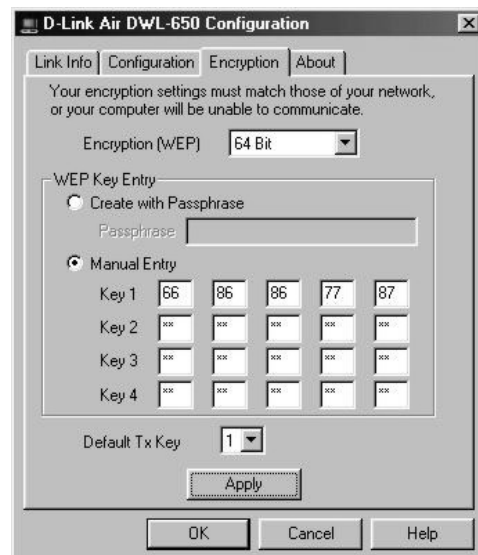 D-Link Air DWL-650 Configuration
Link Info Configuration Encryption About
Your encryption settings must match those of your network,
or your computer will be unable to communicate.
Encryption (WEP) 64 Bit
WEP Key Entry
Create with Passphrase
Passphrase
Manual Entry
Key 1 66 86 86 77 87
Key 2 ** ** ** ** **
Key 3 ** ** ** ** **
Key 4 ** ** ** ** **
Default Tx Key 1
Apply
OK Cancel Help